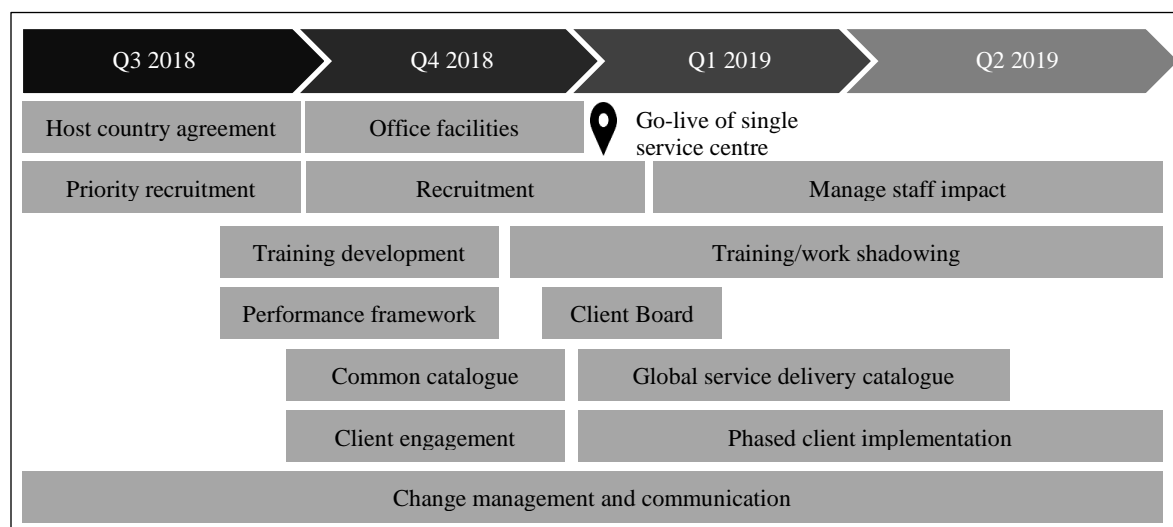 Q3 2018
Q4 2018
Q1 2019
Q2 2019
Host country agreement
Office facilities
Go-live of single
service centre
Priority recruitment
Recruitment
Manage staff impact
Training development
Training/work shadowing
Performance framework
Client Board
Common catalogue
Global service delivery catalogue
Client engagement
Phased client implementation
Change management and communication